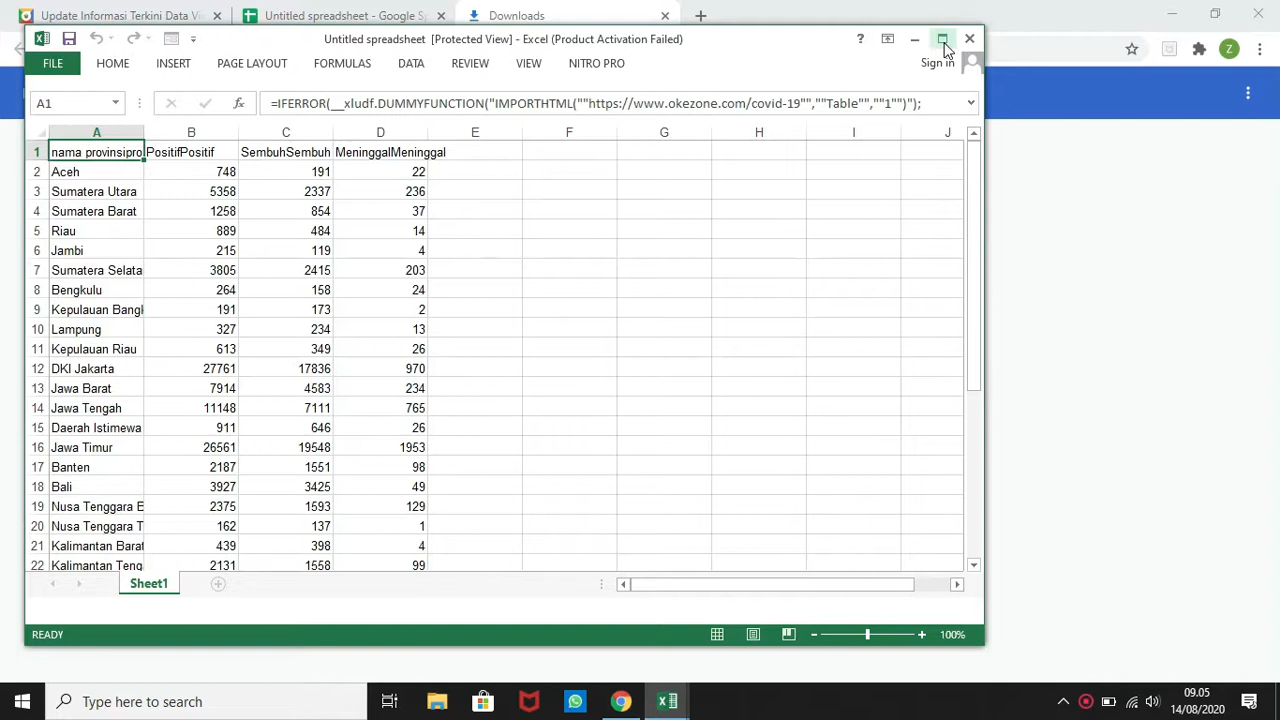 Update Informasi Terkini Data Vi
Untitled spreadsheet - Google Sp
Downloads
Z
Untitled spreadsheet [Protected View] - Excel (Product Activation Failed)
FILE HOME INSERT PAGE LAYOUT FORMULAS DATA REVIEW VIEW NITRO PRO Sign in
A1 =IFERROR(__xludf.DUMMYFUNCTION("IMPORTHTML(""https://www.okezone.com/covid-19"",""Table"",""1"")");
A B C D E F G H I J
1 nama provinsipro PositifPositif SembuhSembuh MeninggalMeninggal
2 Aceh 748 191 22
3 Sumatera Utara 5358 2337 236
4 Sumatera Barat 1258 854 37
5 Riau 889 484 14
6 Jambi 215 119 4
7 Sumatera Selata 3805 2415 203
8 Bengkulu 264 158 24
9 Kepulauan Bangk 191 173 2
10 Lampung 327 234 13
11 Kepulauan Riau 613 349 26
12 DKI Jakarta 27761 17836 970
13 Jawa Barat 7914 4583 234
14 Jawa Tengah 11148 7111 765
15 Daerah Istimewa 911 646 26
16 Jawa Timur 26561 19548 1953
17 Banten 2187 1551 98
18 Bali 3927 3425 49
19 Nusa Tenggara E 2375 1593 129
20 Nusa Tenggara T 162 137 1
21 Kalimantan Barat 439 398 4
22 Kalimantan Teng 2131 1558 99
Sheet1
READY 100%
Type here to search
09.05
14/08/2020